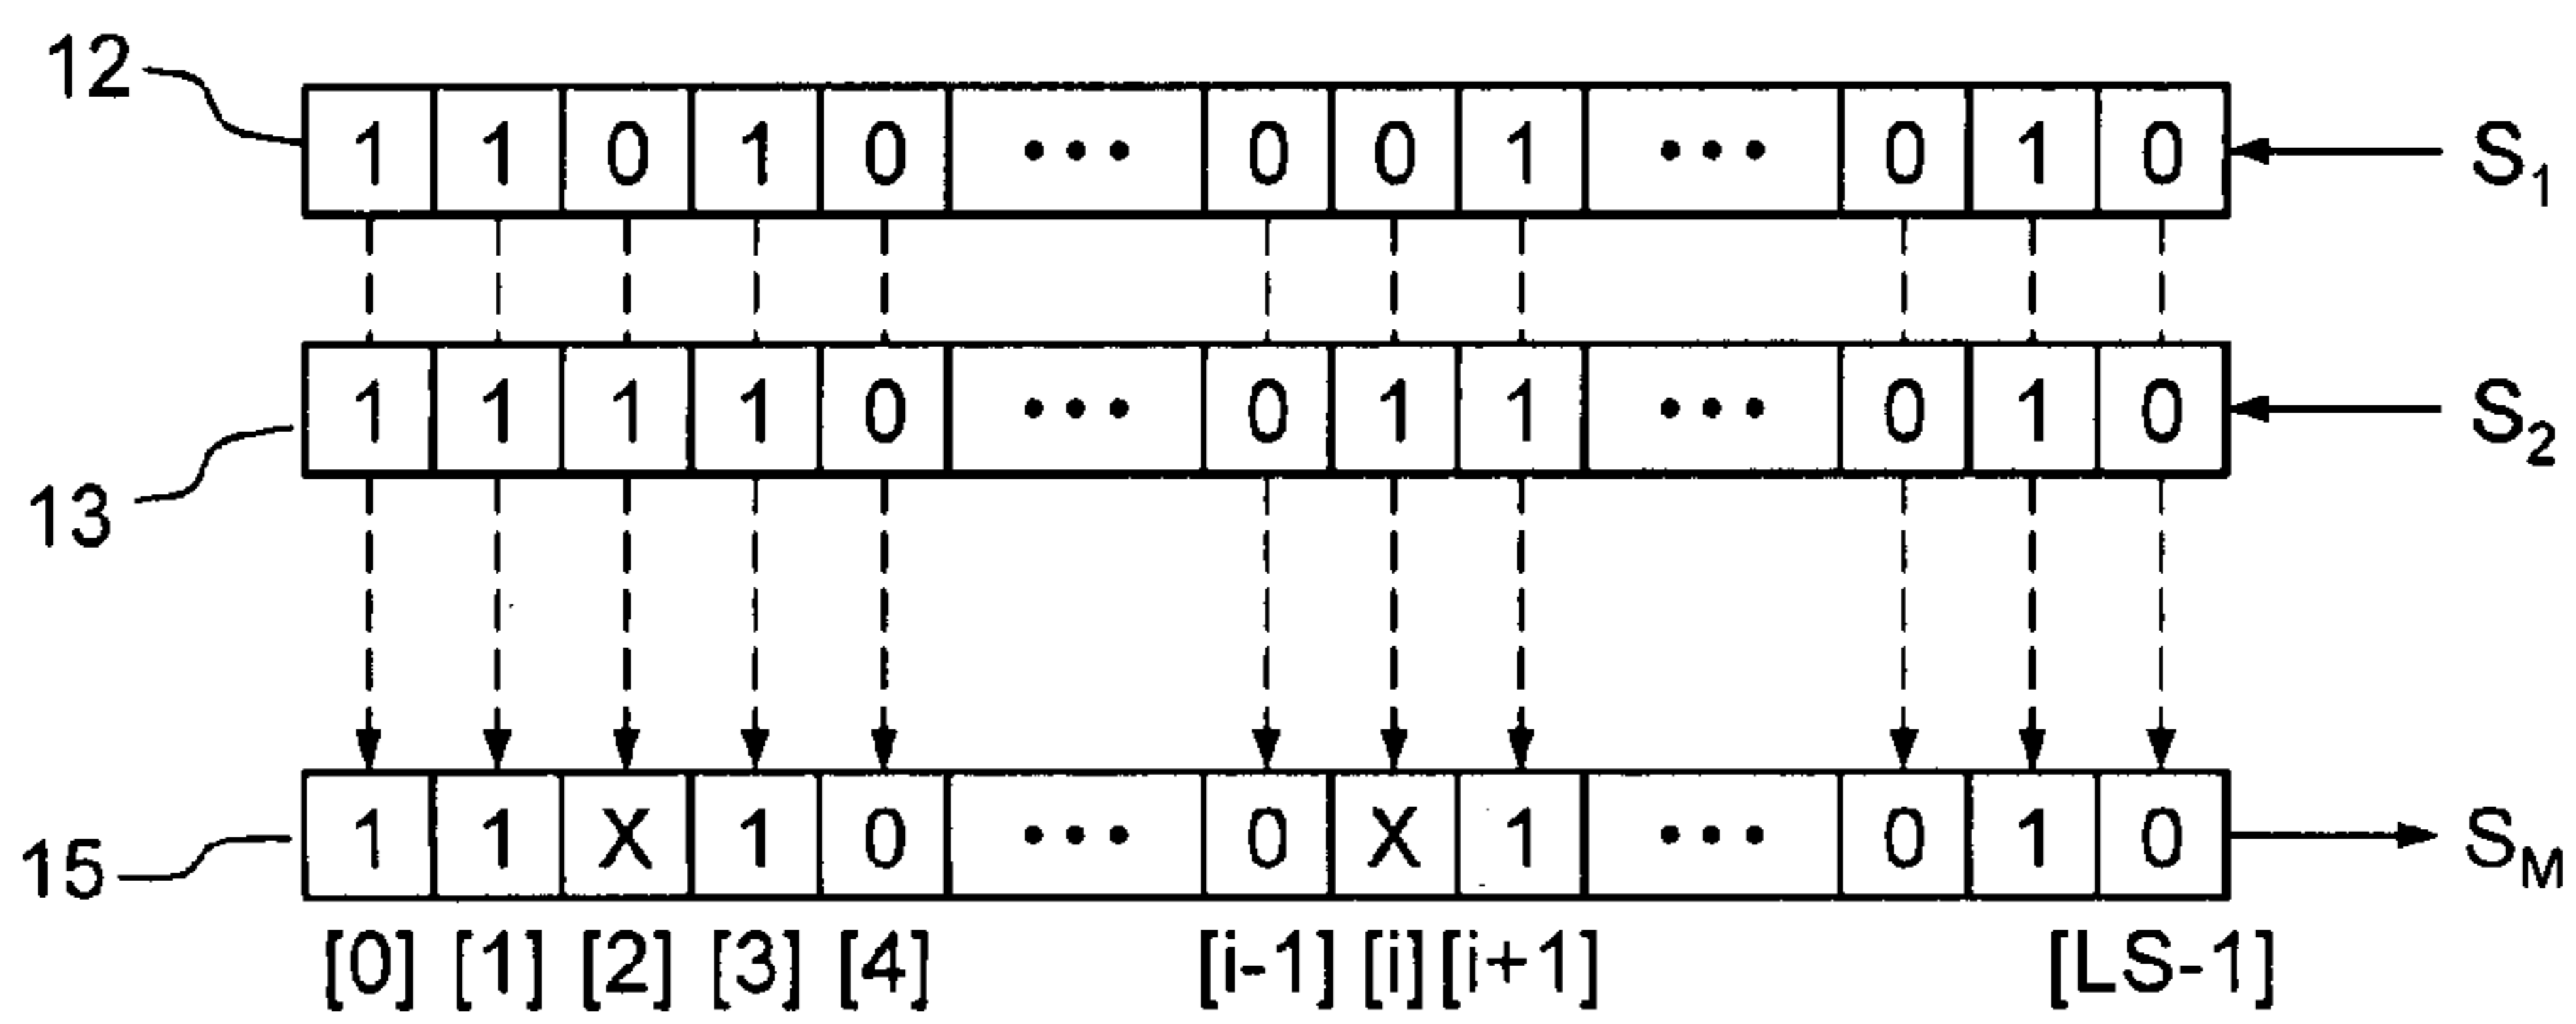 12
1 1 0 1 0 ••• 0 0 1 ••• 0 1 0 S1
1 1 1 1 0 ••• 0 1 1 ••• 0 1 0 S2
13
1 1 X 1 0 ••• 0 X 1 ••• 0 1 0 SM
15
[0] [1] [2] [3] [4] [i-1] [i] [i+1] [LS-1]